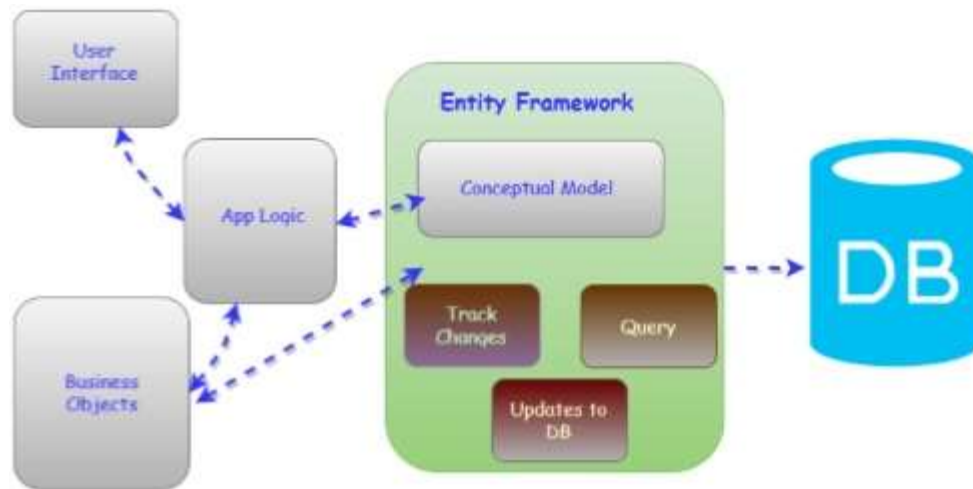 User
Interface
App Logic
Business
Objects
Entity Framework
Conceptual Model
Track
Changes
Query
Updates to
DB
DB